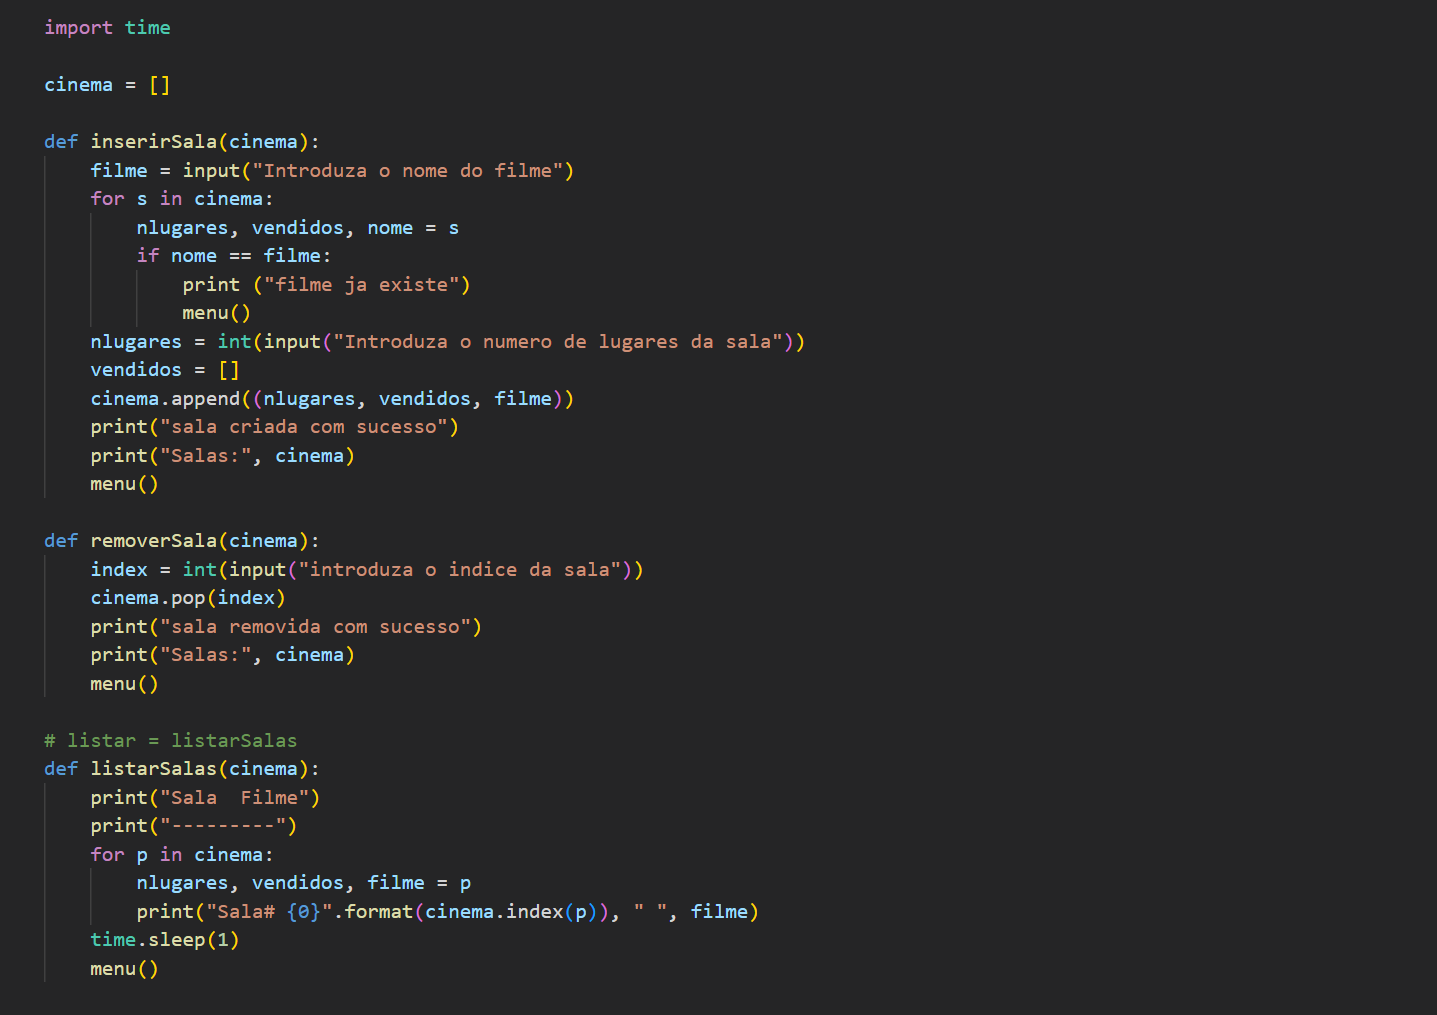 import time
cinema = []
def inserirSala(cinema):
    filme = input("Introduza o nome do filme")
    for s in cinema:
        nlugares, vendidos, nome = s
        if nome == filme:
            print ("filme ja existe")
            menu()
    nlugares = int(input("Introduza o numero de lugares da sala"))
    vendidos = []
    cinema.append((nlugares, vendidos, filme))
    print("sala criada com sucesso")
    print("Salas:", cinema)
    menu()
def removerSala(cinema):
    index = int(input("introduza o indice da sala"))
    cinema.pop(index)
    print("sala removida com sucesso")
    print("Salas:", cinema)
    menu()
# listar = listarSalas
def listarSalas(cinema):
    print("Sala  Filme")
    print("---------")
    for p in cinema:
        nlugares, vendidos, filme = p
        print("Sala# {0}".format(cinema.index(p)), " ", filme)
    time.sleep(1)
    menu()